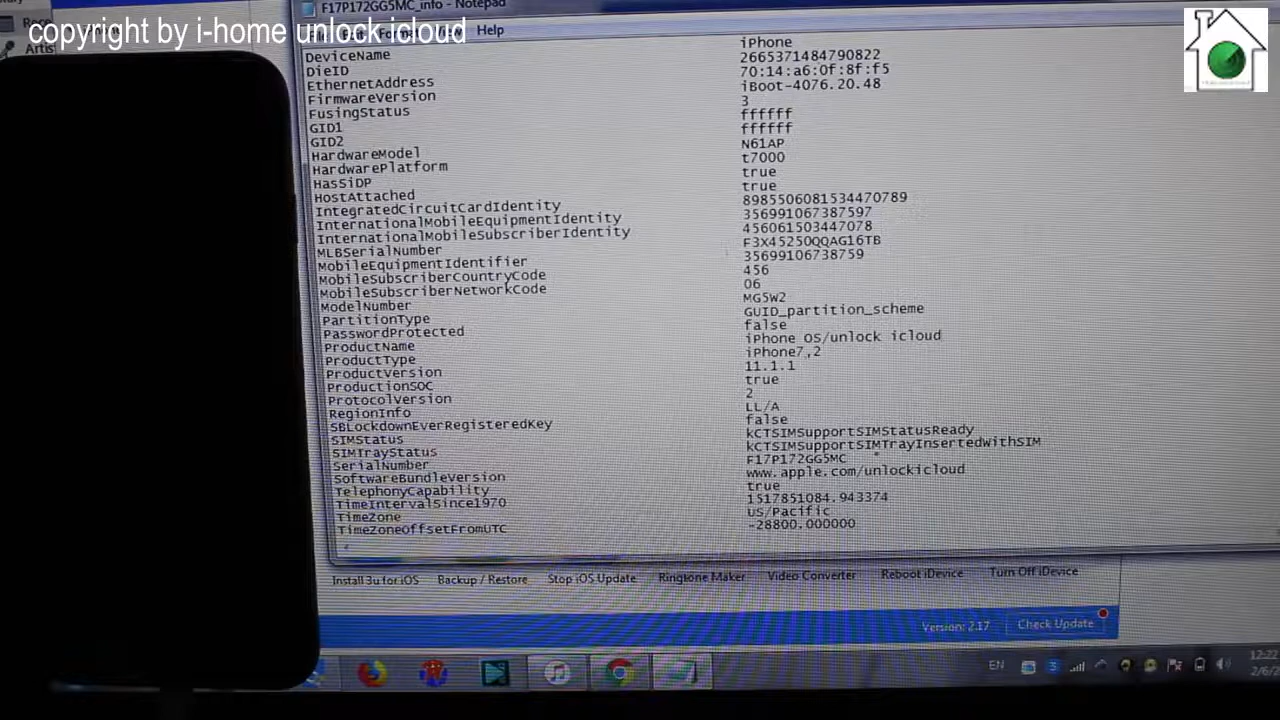 F17P172GG5MC_info - Notepad
copyright by i-home unlock icloud
Help
DeviceName iPhone
DieID 2665371484790822
EthernetAddress 70:14:a6:0f:8f:f5
FirmwareVersion iBoot-4076.20.48
FusingStatus 3
GID1 ffffff
GID2 ffffff
HardwareModel N61AP
HardwarePlatform t7000
HasSiDP true
HostAttached true
IntegratedCircuitCardIdentity 8985506081534470789
InternationalMobileEquipmentIdentity 356991067387597
InternationalMobileSubscriberIdentity 456061503447078
MLBSerialNumber F3X45250QQAG16TB
MobileEquipmentIdentifier 35699106738759
MobileSubscriberCountryCode 456
MobileSubscriberNetworkCode 06
ModelNumber MG5W2
PartitionType GUID_partition_scheme
PasswordProtected false
ProductName iPhone OS/unlock icloud
ProductType iPhone7,2
ProductVersion 11.1.1
ProductionSOC true
ProtocolVersion 2
RegionInfo LL/A
SBLockdownEverRegisteredKey false
SIMStatus kCTSIMSupportSIMStatusReady
SIMTrayStatus kCTSIMSupportSIMTrayInsertedWithSIM
SerialNumber F17P172GG5MC
SoftwareBundleVersion www.apple.com/unlockicloud
TelephonyCapability true
TimeIntervalSince1970 1517851084.943374
TimeZone US/Pacific
TimeZoneOffsetFromUTC -28800.000000
Install 3u for iOS Backup / Restore Stop iOS Update Ringtone Maker Video Converter Reboot iDevice Turn Off iDevice
Version: 2.17 Check Update
EN 12:22
2/6/2